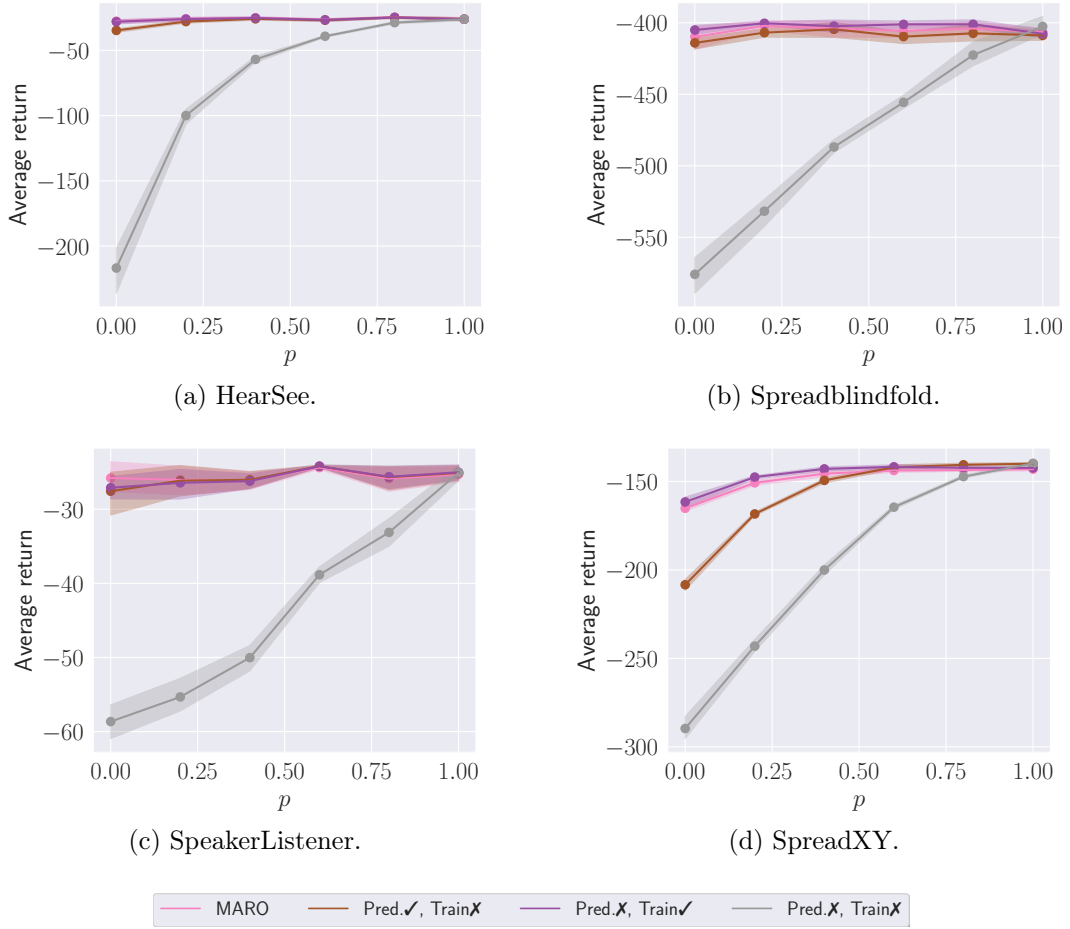 −50
−100
−150
−200
Average return
0.00 0.25 0.50 0.75 1.00
p
(a) HearSee.
−400
−450
−500
−550
Average return
0.00 0.25 0.50 0.75 1.00
p
(b) Spreadblindfold.
−30
−40
−50
−60
Average return
0.00 0.25 0.50 0.75 1.00
p
(c) SpeakerListener.
−150
−200
−250
−300
Average return
0.00 0.25 0.50 0.75 1.00
p
(d) SpreadXY.
MARO Pred.✓, Train✗ Pred.✗, Train✓ Pred.✗, Train✗